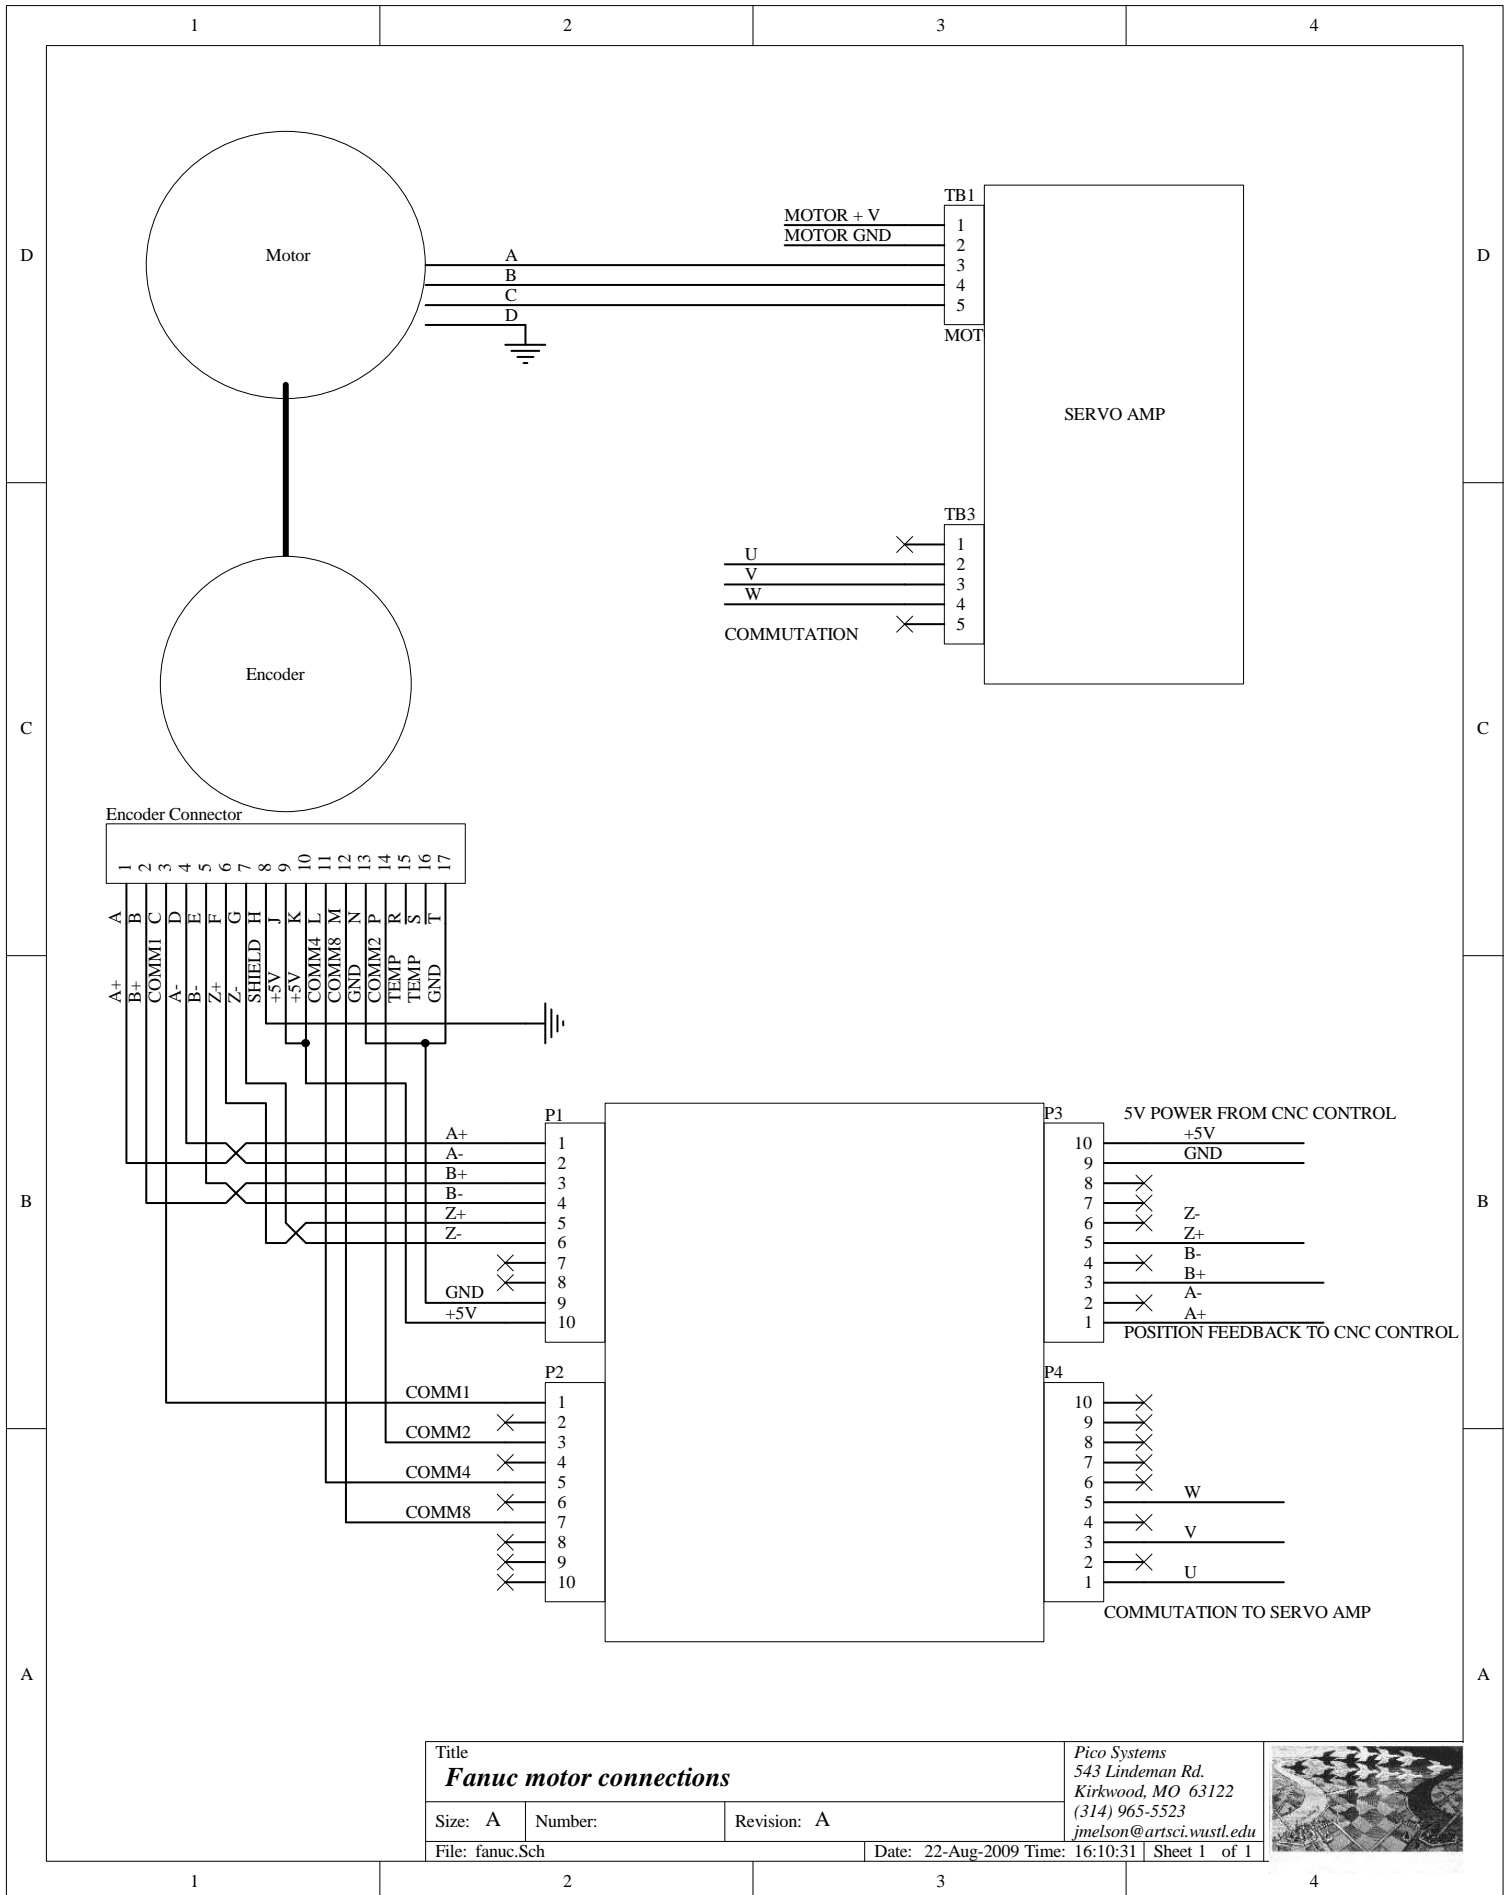 1 2 3 4
D D
C C
B B
A A
Motor
A
B
C
D
MOTOR + V
MOTOR GND
TB1
1
2
3
4
5
MOT
SERVO AMP
TB3
1
2
3
4
5
U
V
W
COMMUTATION
Encoder
Encoder Connector
1 2 3 4 5 6 7 8 9 10 11 12 13 14 15 16 17
A B C D E F G H J K L M N P R S T
A+ B+ COMM1 A- B- Z+ Z- SHIELD +5V +5V COMM4 COMM8 GND COMM2 TEMP TEMP GND
P1
A+ 1
A- 2
B+ 3
B- 4
Z+ 5
Z- 6
7
8
GND 9
+5V 10
P2
COMM1 1
2
COMM2 3
4
COMM4 5
6
COMM8 7
8
9
10
P3
5V POWER FROM CNC CONTROL
10 +5V
9 GND
8
7
6 Z-
5 Z+
4 B-
3 B+
2 A-
1 A+
POSITION FEEDBACK TO CNC CONTROL
P4
10
9
8
7
6
5 W
4
3 V
2
1 U
COMMUTATION TO SERVO AMP
Title
Fanuc motor connections
Size: A Number: Revision: A
File: fanuc.Sch Date: 22-Aug-2009 Time: 16:10:31 Sheet 1 of 1
Pico Systems
543 Lindeman Rd.
Kirkwood, MO 63122
(314) 965-5523
jmelson@artsci.wustl.edu
1 2 3 4